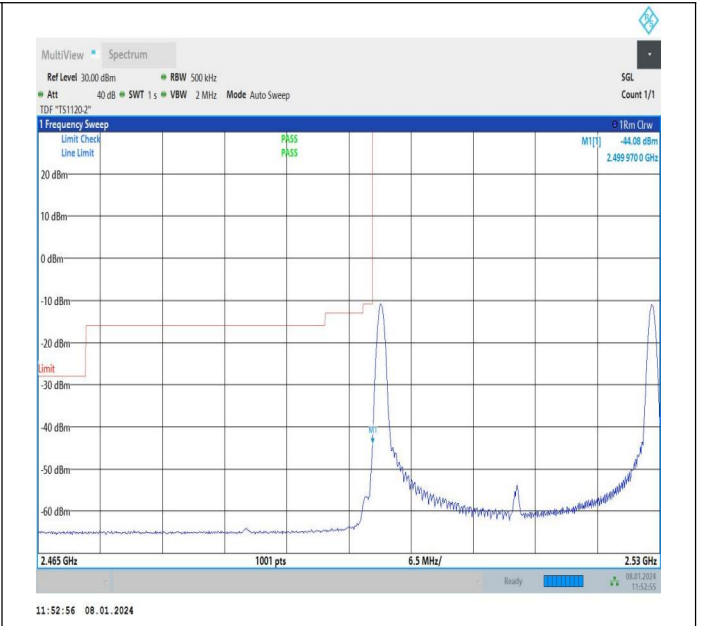 R S
MultiView Spectrum
Ref Level 30.00 dBm RBW 500 kHz SGL
Att 40 dB SWT 1 s VBW 2 MHz Mode Auto Sweep Count 1/1
TDF "TS1120-2"
1 Frequency Sweep 1Rm Clrw
Limit Check PASS M1[1] -44.08 dBm
Line Limit PASS 2.499 970 0 GHz
20 dBm
10 dBm
0 dBm
-10 dBm
-20 dBm
Limit
-30 dBm
-40 dBm
M1
-50 dBm
-60 dBm
2.465 GHz 1001 pts 6.5 MHz/ 2.53 GHz
Ready 08.01.2024
11:52:55
11:52:56 08.01.2024